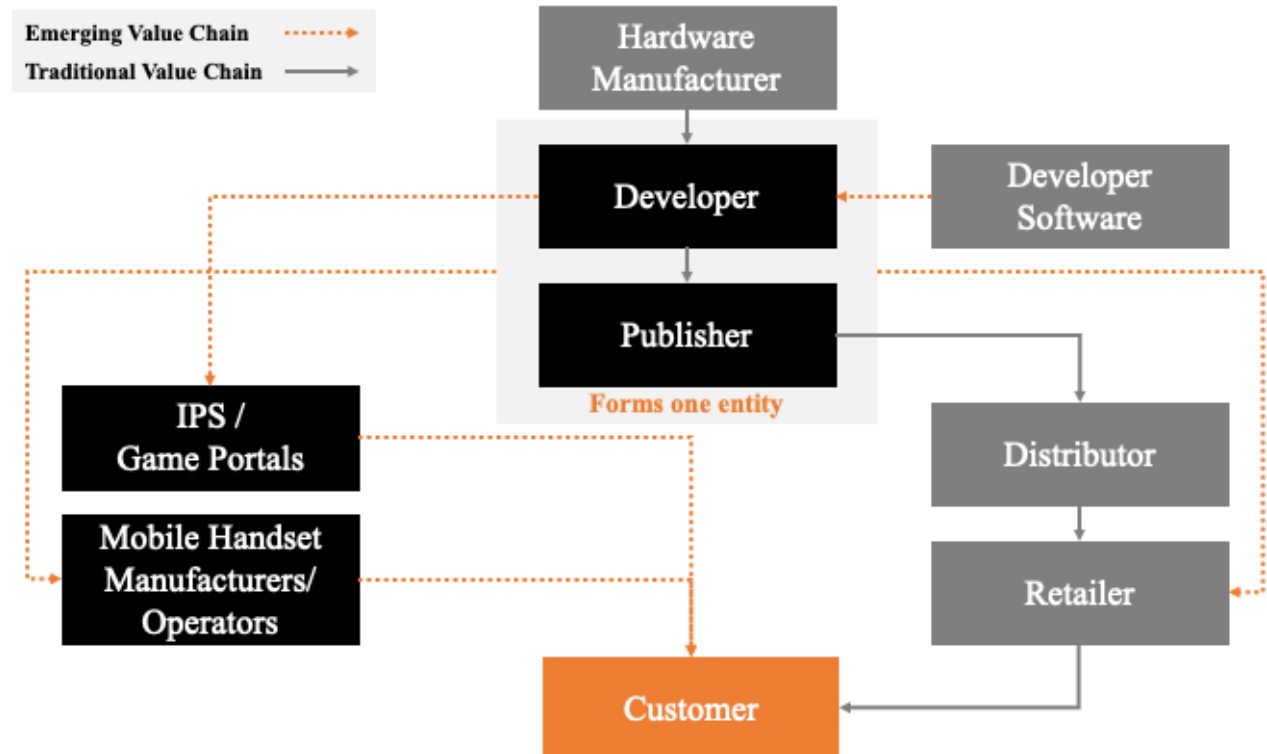 Emerging Value Chain
Traditional Value Chain
Hardware
Manufacturer
Developer
Developer
Software
Publisher
Forms one entity
IPS /
Game Portals
Distributor
Mobile Handset
Manufacturers/
Operators
Retailer
Customer